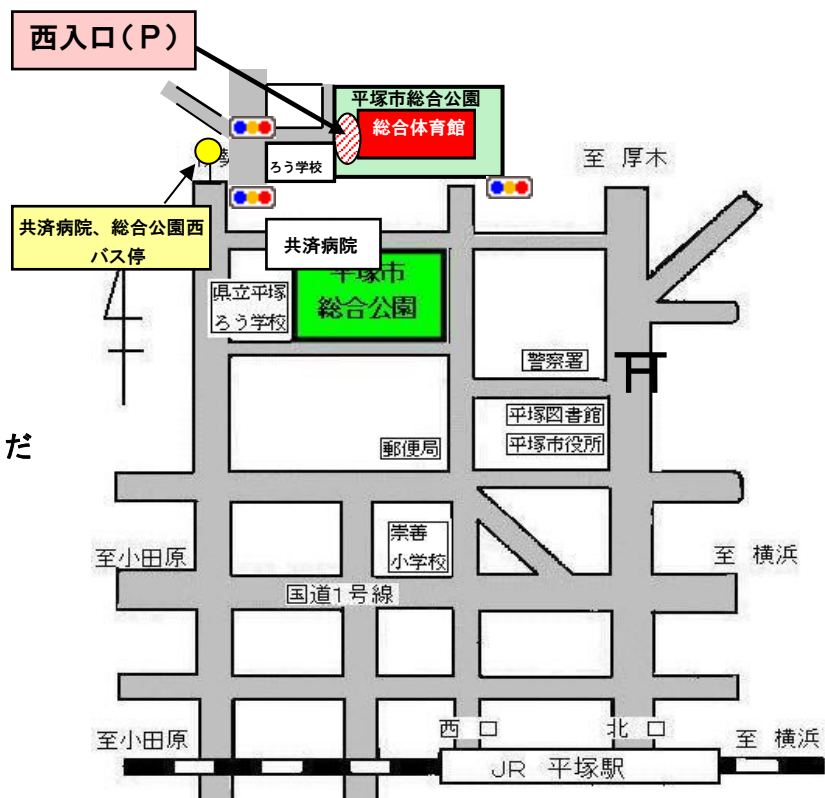 西入口(P)
平塚市総合公園
総合体育館
ろう学校
至 厚木
共済病院、総合公園西
バス停
共済病院
平塚市
総合公園
県立平塚
ろう学校
警察署
だ
平塚図書館
平塚市役所
郵便局
崇善
小学校
至小田原
至 横浜
国道1号線
西 口
北 口
至小田原
至 横浜
JR 平塚駅